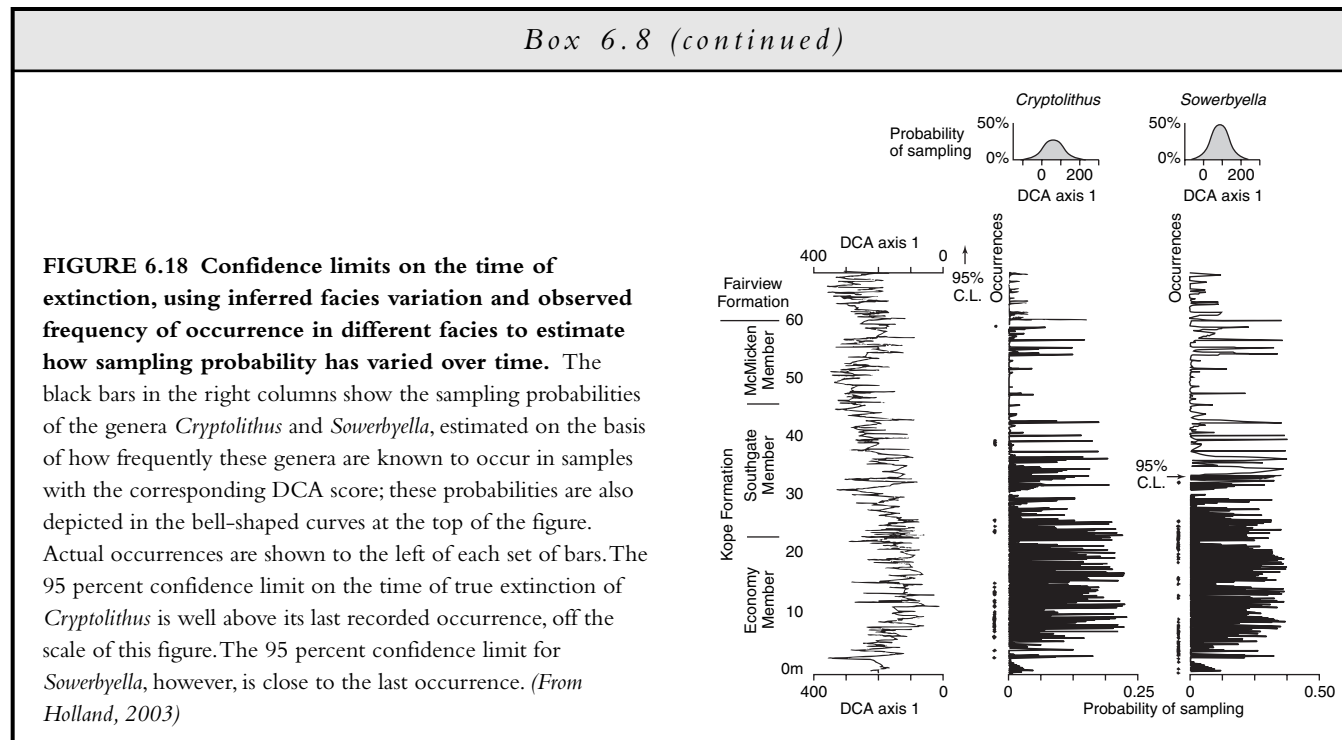 Box 6.8 (continued)
FIGURE 6.18 Confidence limits on the time of
extinction, using inferred facies variation and observed
frequency of occurrence in different facies to estimate
how sampling probability has varied over time. The
black bars in the right columns show the sampling probabilities
of the genera Cryptolithus and Sowerbyella, estimated on the basis
of how frequently these genera are known to occur in samples
with the corresponding DCA score; these probabilities are also
depicted in the bell-shaped curves at the top of the figure.
Actual occurrences are shown to the left of each set of bars. The
95 percent confidence limit on the time of true extinction of
Cryptolithus is well above its last recorded occurrence, off the
scale of this figure. The 95 percent confidence limit for
Sowerbyella, however, is close to the last occurrence. (From
Holland, 2003)
Cryptolithus
Sowerbyella
Probability
of sampling
50%
0%
0 200
DCA axis 1
50%
0%
0 200
DCA axis 1
DCA axis 1
400 0
95%
C.L.
Occurrences
Occurrences
Fairview
Formation
Kope Formation
McMicken
Member
Southgate
Member
Economy
Member
60
50
40
30
20
10
0m
95%
C.L.
400 0
DCA axis 1
0 0.25
0 0.50
Probability of sampling